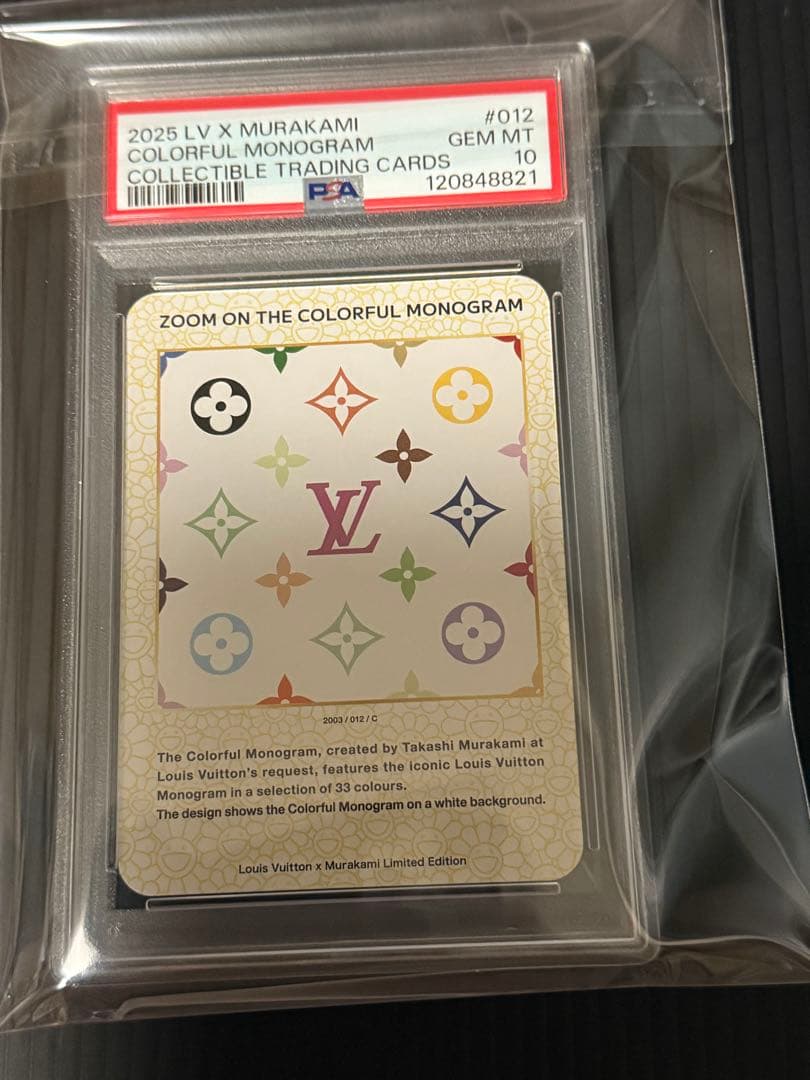 2025 LV X MURAKAMI #012
COLORFUL MONOGRAM GEM MT
COLLECTIBLE TRADING CARDS 10
PSA 120848821
ZOOM ON THE COLORFUL MONOGRAM
LV
2003 / 012 / C
The Colorful Monogram, created by Takashi Murakami at
Louis Vuitton's request, features the iconic Louis Vuitton
Monogram in a selection of 33 colours.
The design shows the Colorful Monogram on a white background.
Louis Vuitton x Murakami Limited Edition